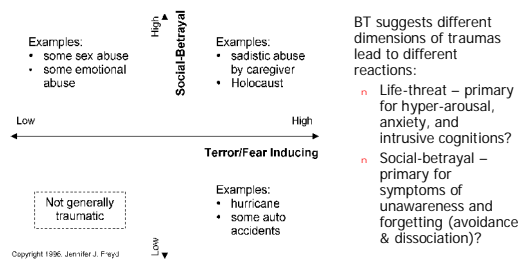 High
Social-Betrayal
Examples:
• some sex abuse
• some emotional
abuse
Examples:
• sadistic abuse
by caregiver
• Holocaust
Low
High
Terror/Fear Inducing
Not generally
traumatic
Examples:
• hurricane
• some auto
accidents
Low
Copyright 1996, Jennifer J. Freyd
BT suggests different
dimensions of traumas
lead to different
reactions:
n Life-threat – primary
for hyper-arousal,
anxiety, and
intrusive cognitions?
n Social-betrayal –
primary for
symptoms of
unawareness and
forgetting (avoidance
& dissociation)?